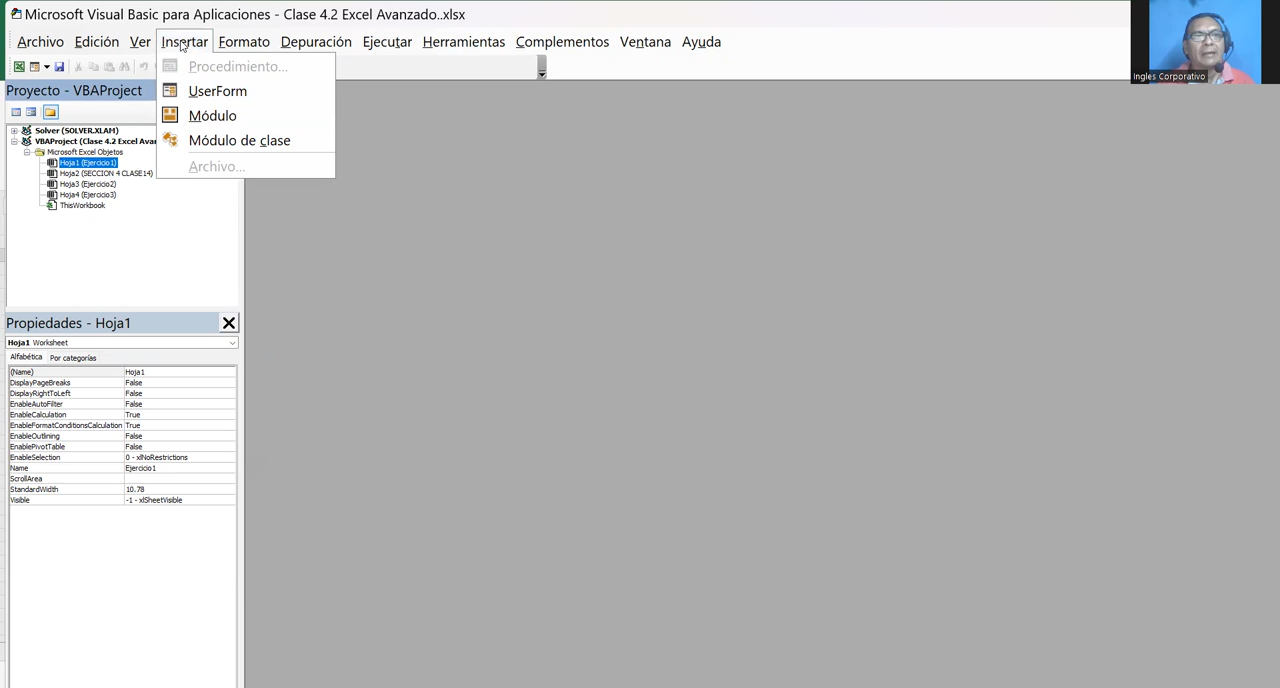 Microsoft Visual Basic para Aplicaciones - Clase 4.2 Excel Avanzado..xlsx
Archivo Edición Ver Insertar Formato Depuración Ejecutar Herramientas Complementos Ventana Ayuda
Procedimiento...
UserForm
Módulo
Módulo de clase
Archivo...
Ingles Corporativo
Proyecto - VBAProject
Solver (SOLVER.XLAM)
VBAProject (Clase 4.2 Excel Avan
Microsoft Excel Objetos
Hoja1 (Ejercicio1)
Hoja2 (SECCION 4 CLASE14)
Hoja3 (Ejercicio2)
Hoja4 (Ejercicio3)
ThisWorkbook
Propiedades - Hoja1
Hoja1 Worksheet
Alfabética Por categorías
(Name) Hoja1
DisplayPageBreaks False
DisplayRightToLeft False
EnableAutoFilter False
EnableCalculation True
EnableFormatConditionsCalculation True
EnableOutlining False
EnablePivotTable False
EnableSelection 0 - xlNoRestrictions
Name Ejercicio1
ScrollArea
StandardWidth 10.78
Visible -1 - xlSheetVisible